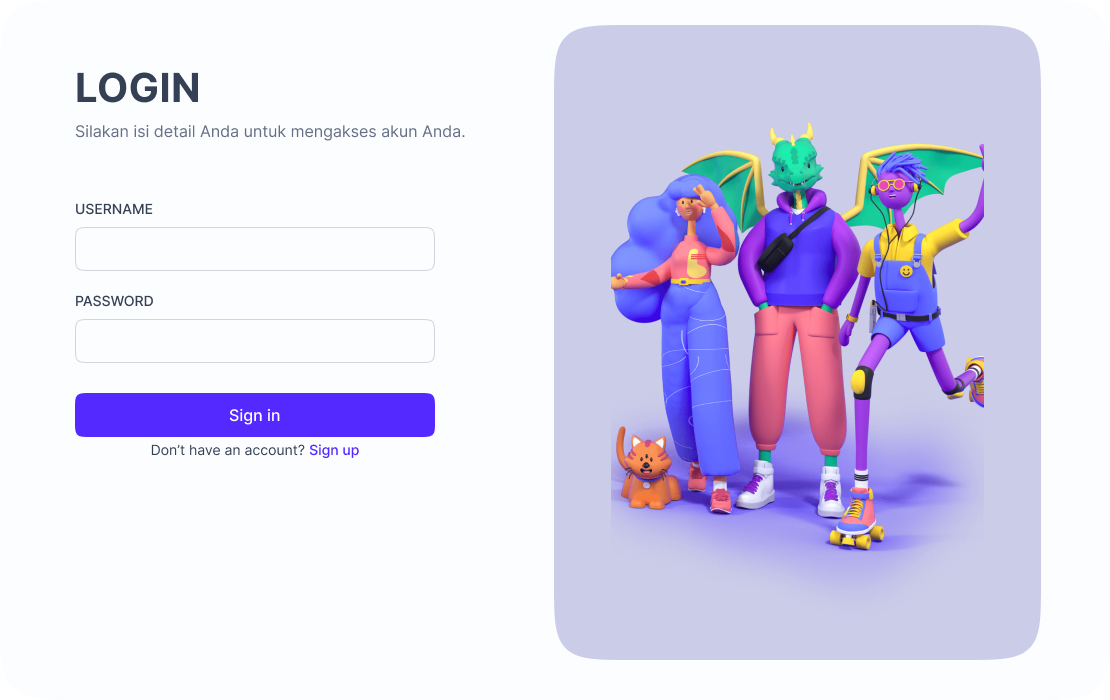 LOGIN
Silakan isi detail Anda untuk mengakses akun Anda.
USERNAME
PASSWORD
Sign in
Don't have an account? Sign up